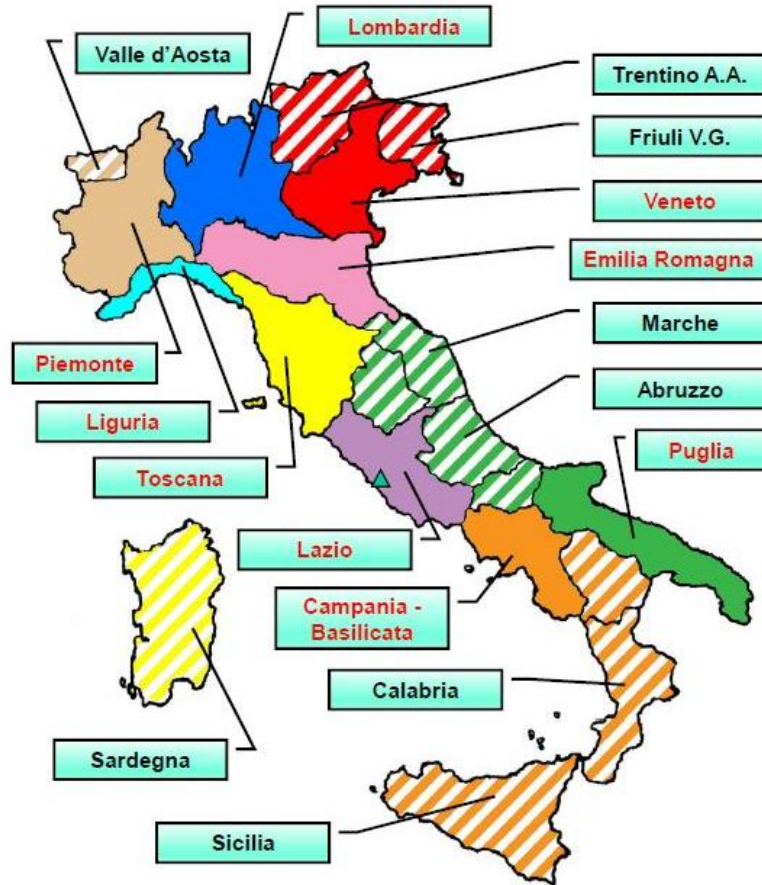 Lombardia
Valle d'Aosta
Trentino A.A.
Friuli V.G.
Veneto
Emilia Romagna
Marche
Piemonte
Abruzzo
Liguria
Puglia
Toscana
Lazio
Campania -
Basilicata
Calabria
Sardegna
Sicilia